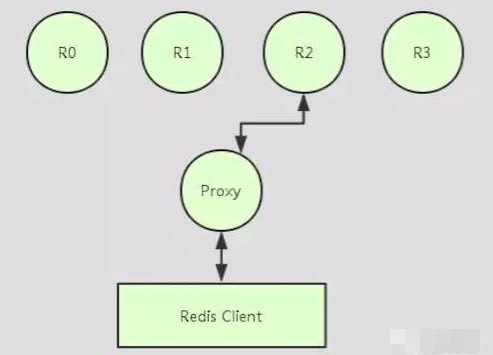 R0
R1
R2
R3
Proxy
Redis Client